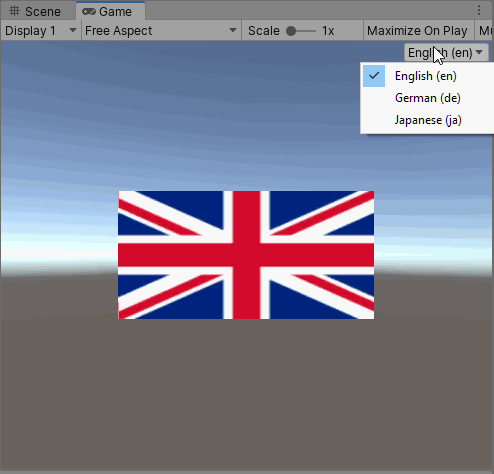 Scene Game
Display 1 Free Aspect Scale 1x Maximize On Play
English (en)
English (en)
German (de)
Japanese (ja)